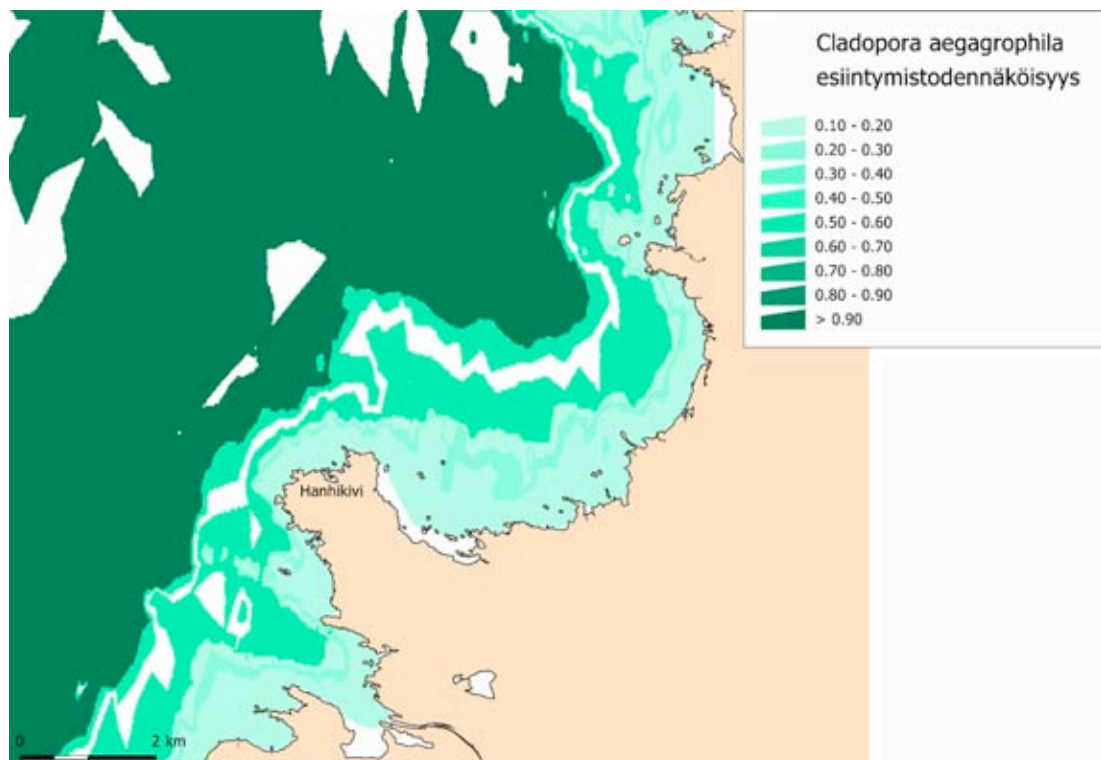 Cladopora aegagrophila
esiintymistodennäköisyys
0.10 - 0.20
0.20 - 0.30
0.30 - 0.40
0.40 - 0.50
0.50 - 0.60
0.60 - 0.70
0.70 - 0.80
0.80 - 0.90
> 0.90
Hanhikivi
0 2 km